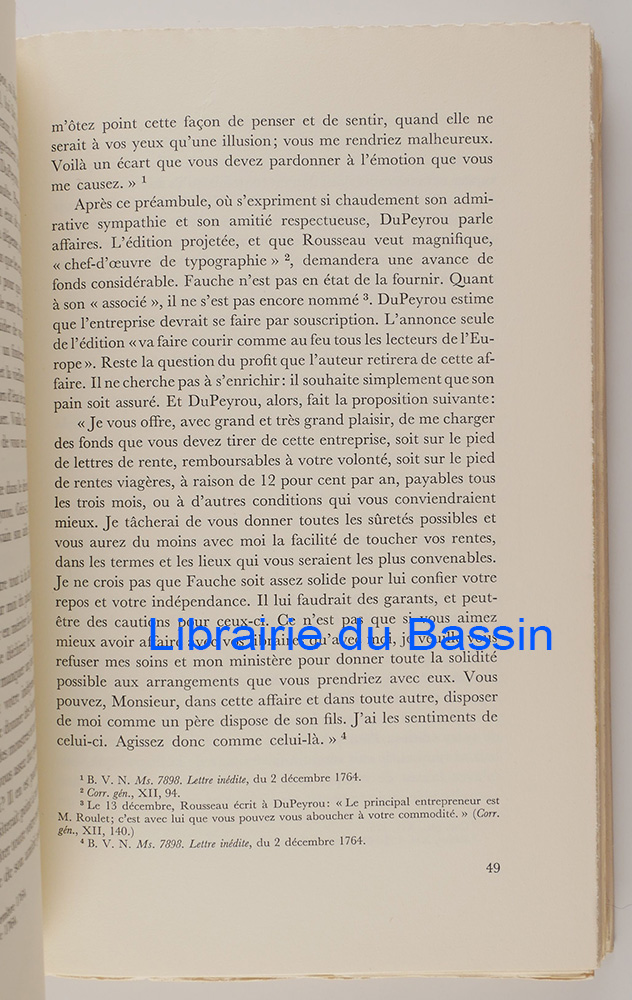 m'ôtez point cette façon de penser et de sentir, quand elle ne
serait à vos yeux qu'une illusion; vous me rendriez malheureux.
Voilà un écart que vous devez pardonner à l'émotion que vous
me causez. » ¹
Après ce préambule, où s'expriment si chaudement son admi-
rative sympathie et son amitié respectueuse, DuPeyrou parle
affaires. L'édition projetée, et que Rousseau veut magnifique,
« chef-d'œuvre de typographie » ², demandera une avance de
fonds considérable. Fauche n'est pas en état de la fournir. Quant
à son « associé », il ne s'est pas encore nommé ³. DuPeyrou estime
que l'entreprise devrait se faire par souscription. L'annonce seule
de l'édition « va faire courir comme au feu tous les lecteurs de l'Eu-
rope ». Reste la question du profit que l'auteur retirera de cette af-
faire. Il ne cherche pas à s'enrichir : il souhaite simplement que son
pain soit assuré. Et DuPeyrou, alors, fait la proposition suivante :
« Je vous offre, avec grand et très grand plaisir, de me charger
des fonds que vous devez tirer de cette entreprise, soit sur le pied
de lettres de rente, remboursables à votre volonté, soit sur le pied
de rentes viagères, à raison de 12 pour cent par an, payables tous
les trois mois, ou à d'autres conditions qui vous conviendraient
mieux. Je tâcherai de vous donner toutes les sûretés possibles et
vous aurez du moins avec moi la facilité de toucher vos rentes,
dans les termes et les lieux qui vous seraient les plus convenables.
Je ne crois pas que Fauche soit assez solide pour lui confier votre
repos et votre indépendance. Il lui faudrait des garants, et peut-
être des cautions pour ceux-ci. Ce n'est pas que si vous aimez
mieux avoir affaire avec vos libraires qu'avec moi, je veuille vous
Librairie du Bassin
refuser mes soins et mon ministère pour donner toute la solidité
possible aux arrangements que vous prendriez avec eux. Vous
pouvez, Monsieur, dans cette affaire et dans toute autre, disposer
de moi comme un père dispose de son fils. J'ai les sentiments de
celui-ci. Agissez donc comme celui-là. » ⁴
¹ B. V. N. Ms. 7898. Lettre inédite, du 2 décembre 1764.
² Corr. gén., XII, 94.
³ Le 13 décembre, Rousseau écrit à DuPeyrou : « Le principal entrepreneur est
M. Roulet; c'est avec lui que vous pouvez vous aboucher à votre commodité. » (Corr.
gén., XII, 140.)
⁴ B. V. N. Ms. 7898. Lettre inédite, du 2 décembre 1764.
49